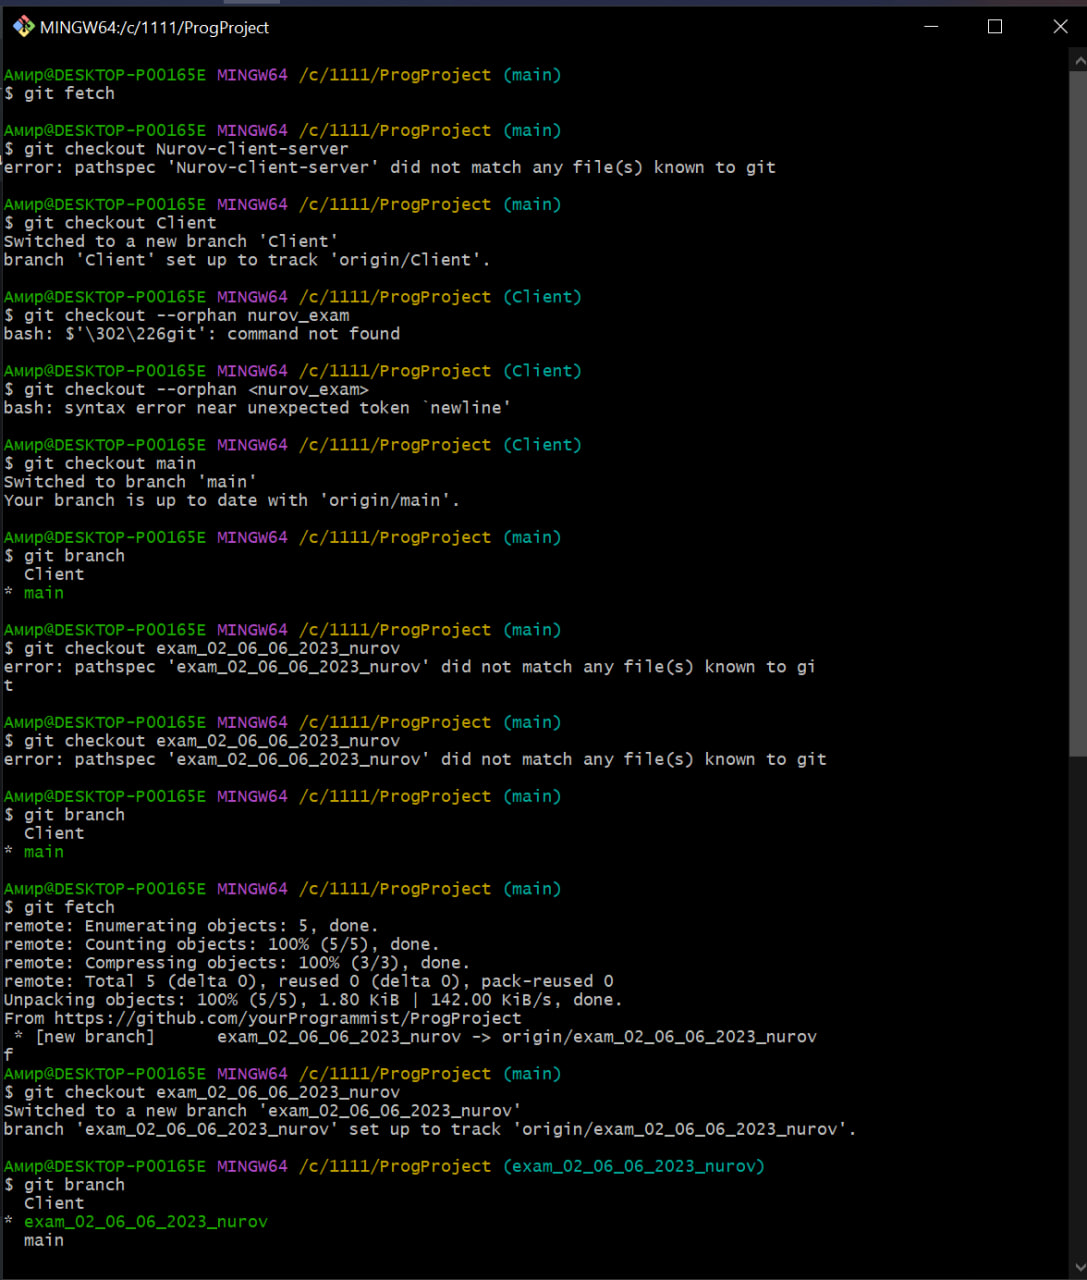 MINGW64:/c/1111/ProgProject
Амир@DESKTOP-P00165E MINGW64 /c/1111/ProgProject (main)
$ git fetch
Амир@DESKTOP-P00165E MINGW64 /c/1111/ProgProject (main)
$ git checkout Nurov-client-server
error: pathspec 'Nurov-client-server' did not match any file(s) known to git
Амир@DESKTOP-P00165E MINGW64 /c/1111/ProgProject (main)
$ git checkout Client
Switched to a new branch 'Client'
branch 'Client' set up to track 'origin/Client'.
Амир@DESKTOP-P00165E MINGW64 /c/1111/ProgProject (Client)
$ git checkout --orphan nurov_exam
bash: $'\302\226git': command not found
Амир@DESKTOP-P00165E MINGW64 /c/1111/ProgProject (Client)
$ git checkout --orphan <nurov_exam>
bash: syntax error near unexpected token `newline'
Амир@DESKTOP-P00165E MINGW64 /c/1111/ProgProject (Client)
$ git checkout main
Switched to branch 'main'
Your branch is up to date with 'origin/main'.
Амир@DESKTOP-P00165E MINGW64 /c/1111/ProgProject (main)
$ git branch
Client
* main
Амир@DESKTOP-P00165E MINGW64 /c/1111/ProgProject (main)
$ git checkout exam_02_06_06_2023_nurov
error: pathspec 'exam_02_06_06_2023_nurov' did not match any file(s) known to gi
t
Амир@DESKTOP-P00165E MINGW64 /c/1111/ProgProject (main)
$ git checkout exam_02_06_06_2023_nurov
error: pathspec 'exam_02_06_06_2023_nurov' did not match any file(s) known to git
Амир@DESKTOP-P00165E MINGW64 /c/1111/ProgProject (main)
$ git branch
Client
* main
Амир@DESKTOP-P00165E MINGW64 /c/1111/ProgProject (main)
$ git fetch
remote: Enumerating objects: 5, done.
remote: Counting objects: 100% (5/5), done.
remote: Compressing objects: 100% (3/3), done.
remote: Total 5 (delta 0), reused 0 (delta 0), pack-reused 0
Unpacking objects: 100% (5/5), 1.80 KiB | 142.00 KiB/s, done.
From https://github.com/yourProgrammist/ProgProject
* [new branch]      exam_02_06_06_2023_nurov -> origin/exam_02_06_06_2023_nurov
f
Амир@DESKTOP-P00165E MINGW64 /c/1111/ProgProject (main)
$ git checkout exam_02_06_06_2023_nurov
Switched to a new branch 'exam_02_06_06_2023_nurov'
branch 'exam_02_06_06_2023_nurov' set up to track 'origin/exam_02_06_06_2023_nurov'.
Амир@DESKTOP-P00165E MINGW64 /c/1111/ProgProject (exam_02_06_06_2023_nurov)
$ git branch
Client
* exam_02_06_06_2023_nurov
main